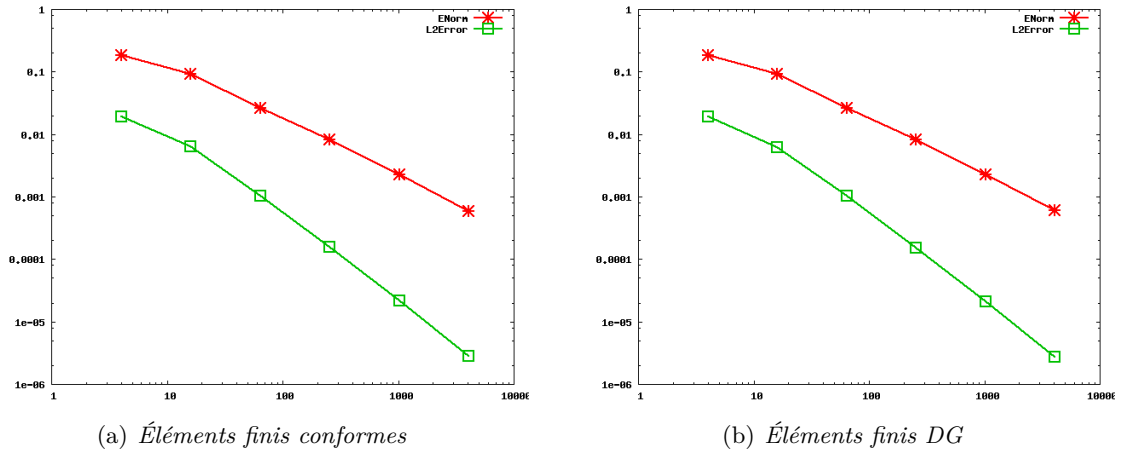 1
0.1
0.01
0.001
0.0001
1e-05
1e-06
1
10
100
1000
10000
ENorm
L2Error
(a) Éléments finis conformes
1
0.1
0.01
0.001
0.0001
1e-05
1e-06
1
10
100
1000
10000
ENorm
L2Error
(b) Éléments finis DG